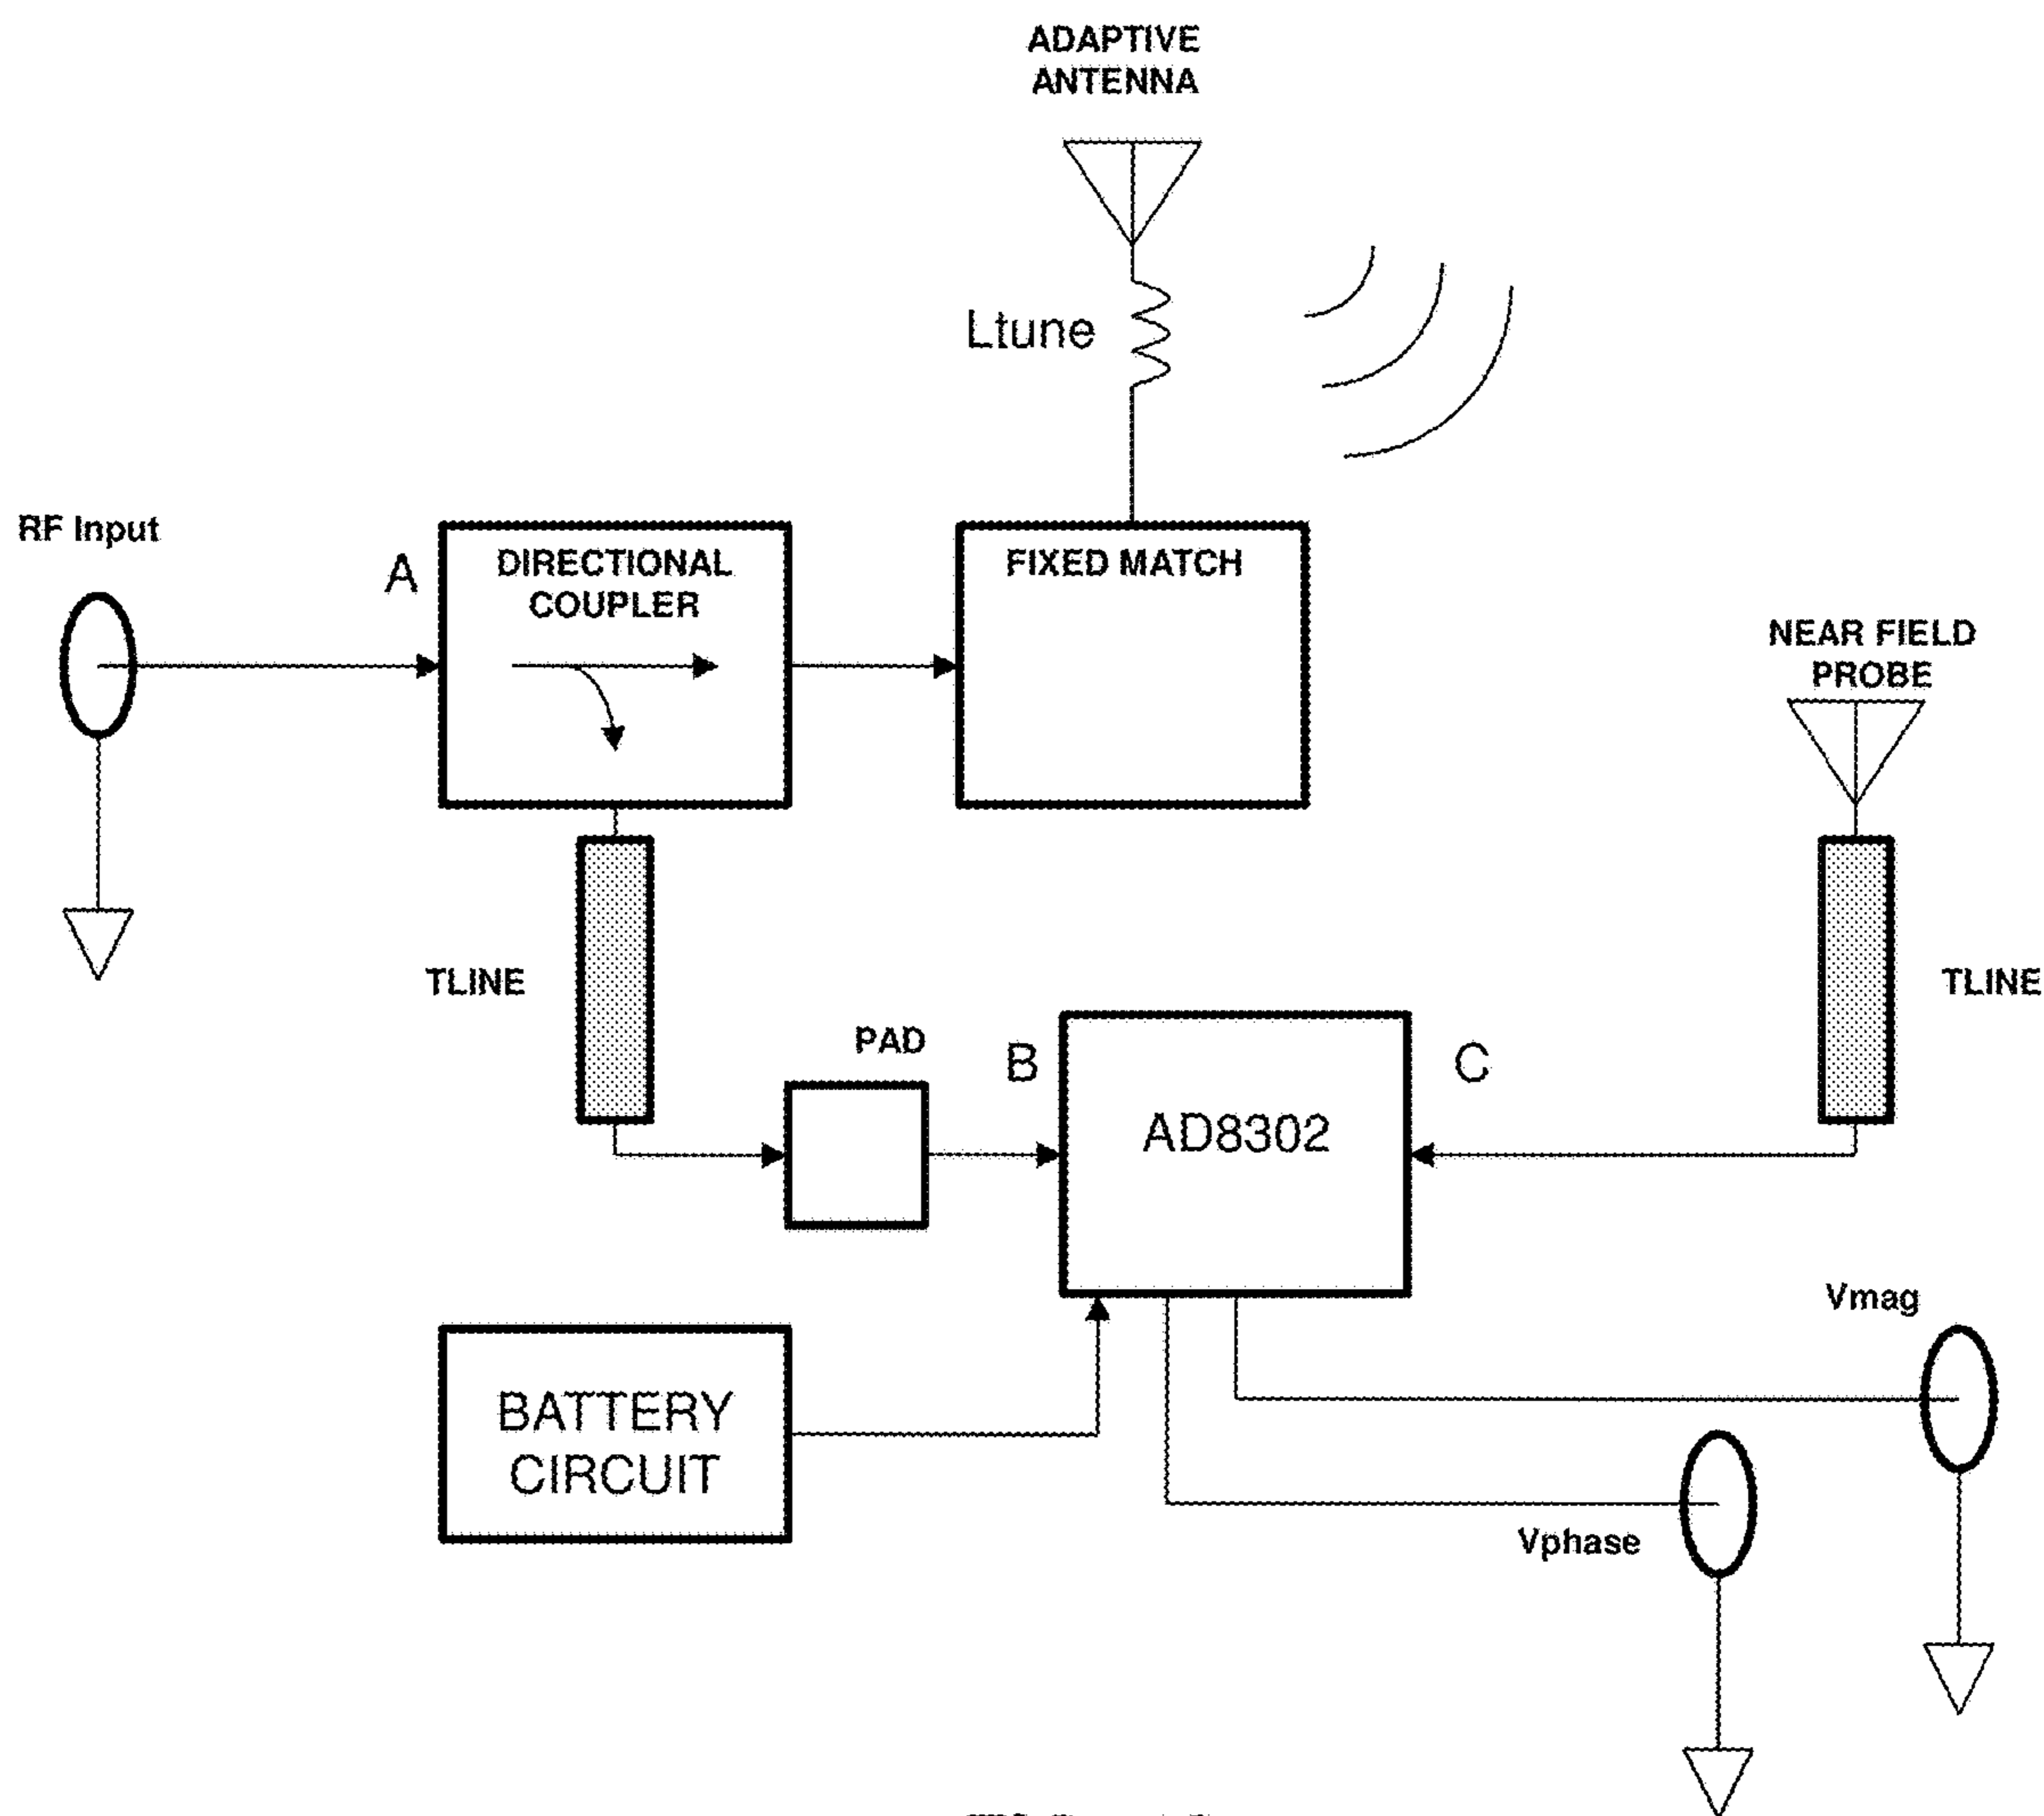 ADAPTIVE
ANTENNA
Ltune
RF Input
A
DIRECTIONAL
COUPLER
FIXED MATCH
NEAR FIELD
PROBE
TLINE
TLINE
PAD
B
C
AD8302
Vmag
BATTERY
CIRCUIT
Vphase